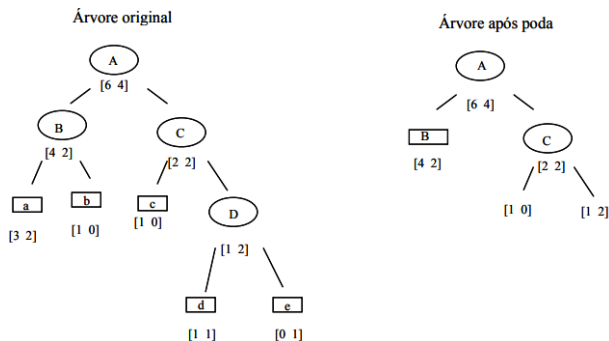 Árvore original
A
[6 4]
B
C
[4 2]
[2 2]
a
b
c
D
[3 2]
[1 0]
[1 0]
[1 2]
d
e
[1 1]
[0 1]
Árvore após poda
A
[6 4]
B
C
[4 2]
[2 2]
[1 0]
[1 2]